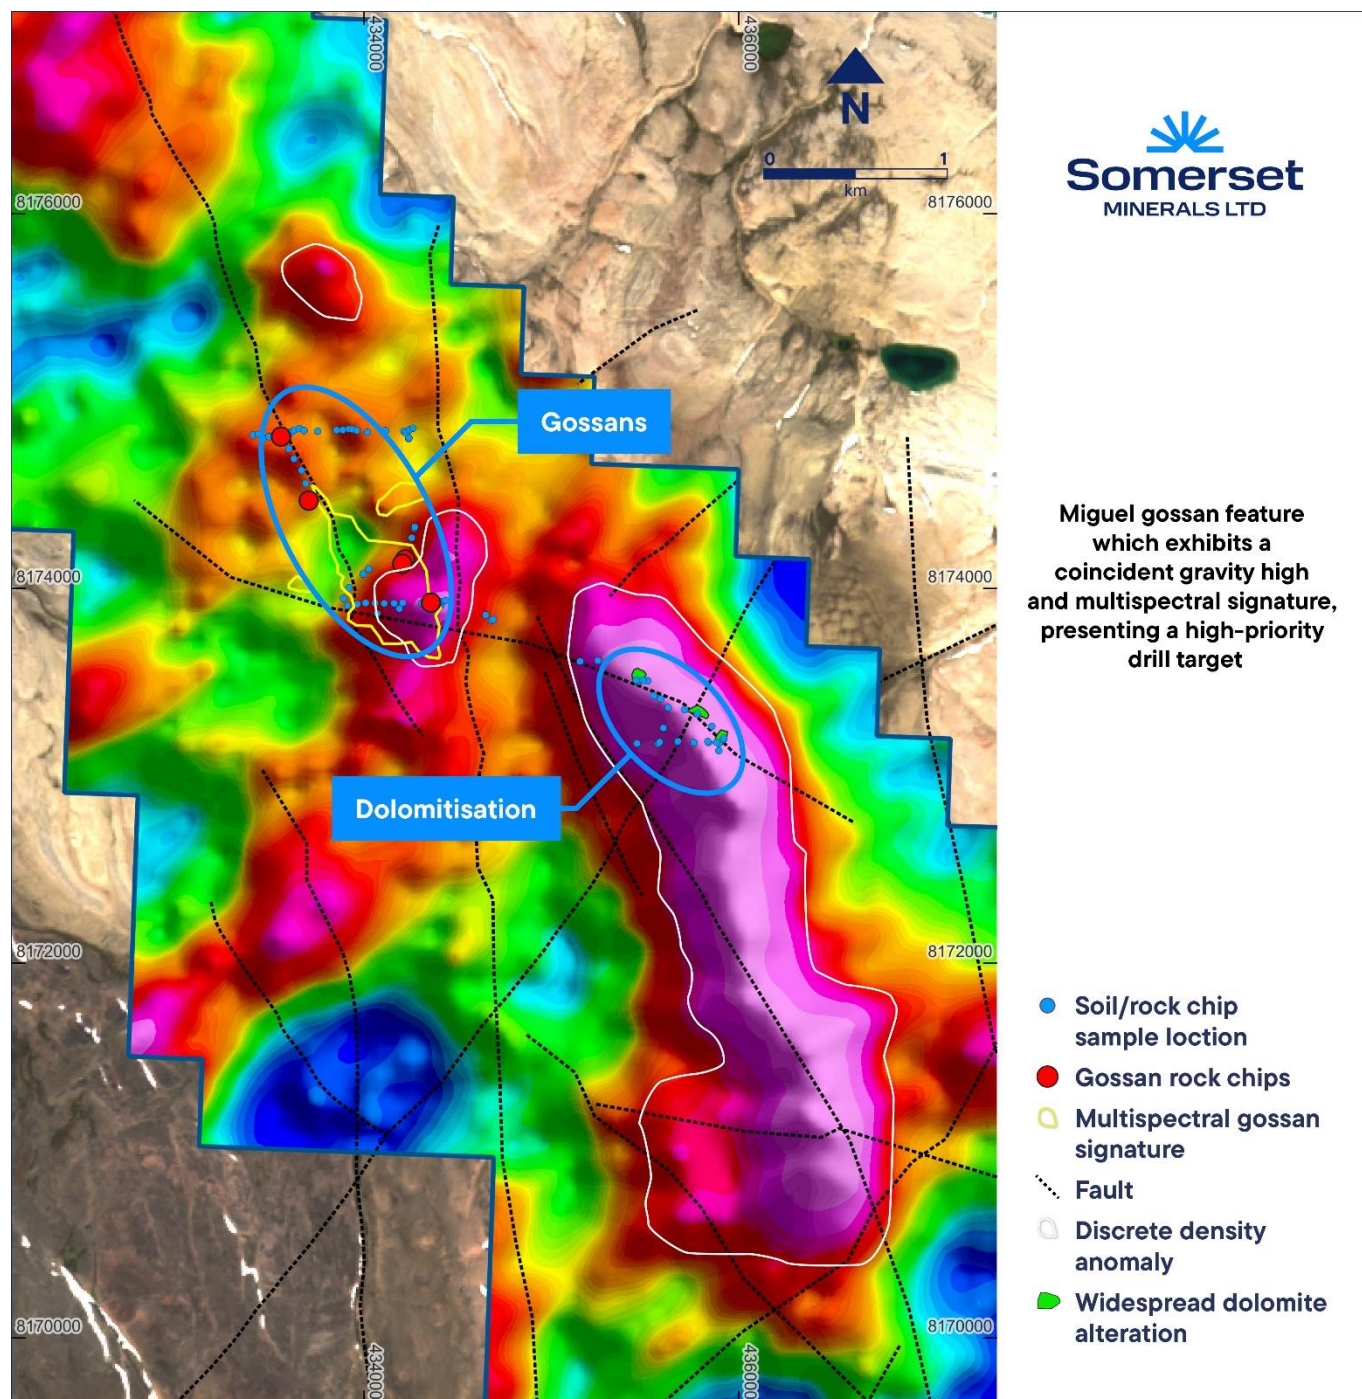 434000
436000
N
0 1
km
Somerset
MINERALS LTD
8176000
8176000
Gossans
Miguel gossan feature
which exhibits a
coincident gravity high
and multispectral signature,
presenting a high-priority
drill target
8174000
8174000
Dolomitisation
8172000
8172000
Soil/rock chip
sample loction
Gossan rock chips
Multispectral gossan
signature
Fault
Discrete density
anomaly
Widespread dolomite
alteration
8170000
8170000
434000
436000